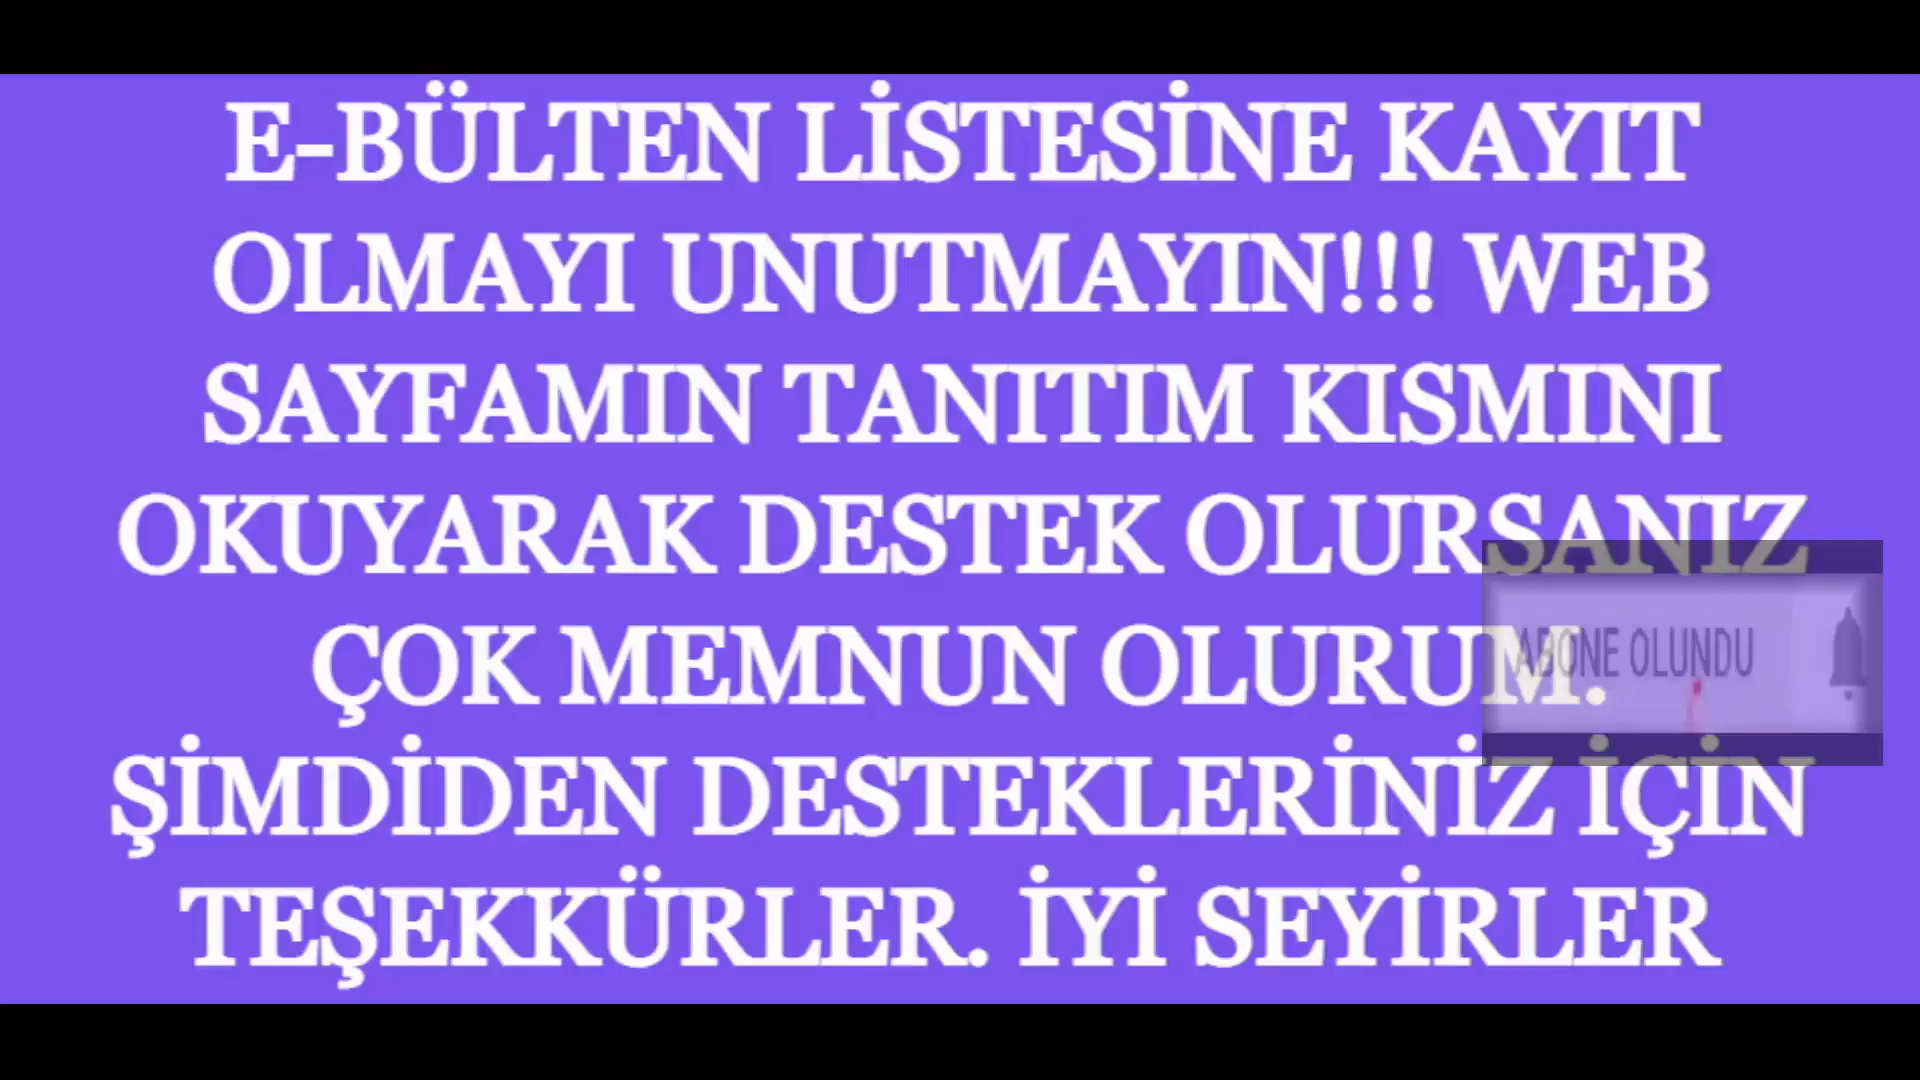 E-BÜLTEN LİSTESİNE KAYIT
OLMAYI UNUTMAYIN!!! WEB
SAYFAMIN TANITIM KISMINI
OKUYARAK DESTEK OLURSANIZ
ÇOK MEMNUN OLURUM.
ABONE OLUNDU
ŞİMDİDEN DESTEKLERİNİZ İÇİN
TEŞEKKÜRLER. İYİ SEYİRLER